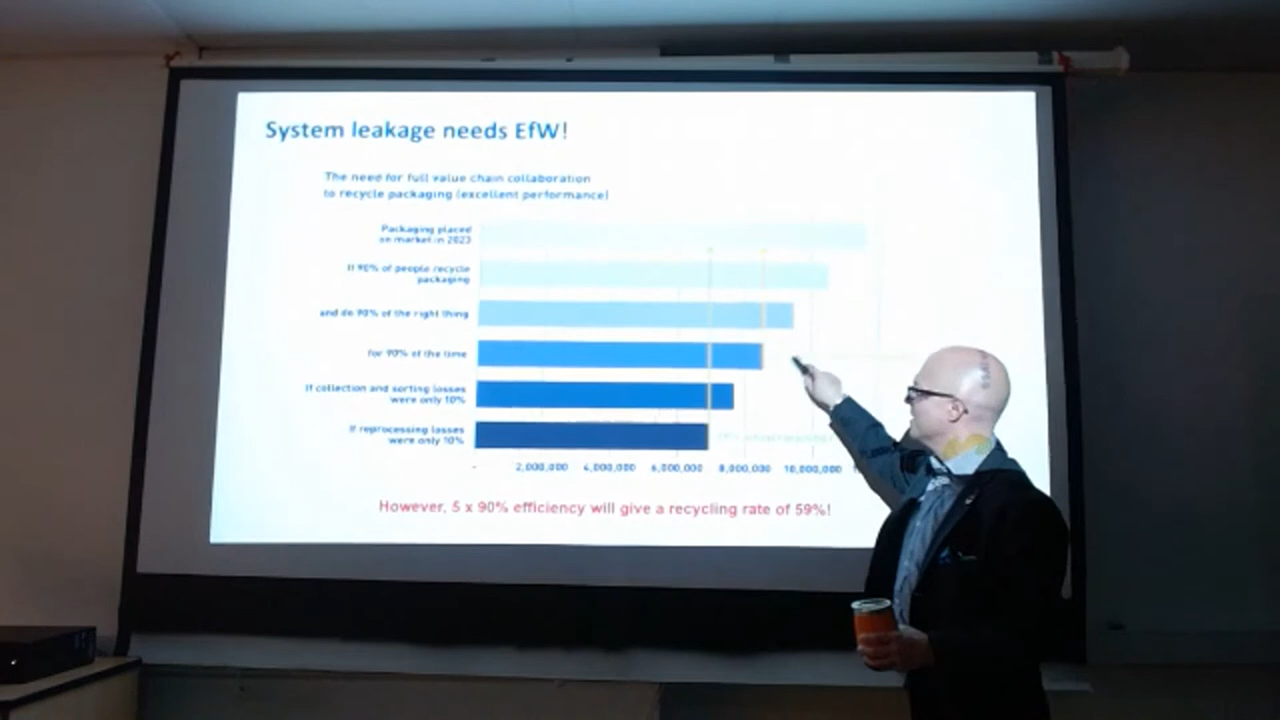 System leakage needs EfW!
The need for full value chain collaboration
to recycle packaging (excellent performance)
Packaging placed
on market in 2023
If 90% of people recycle
packaging
and do 90% of the right thing
for 90% of the time
If collection and sorting losses
were only 10%
If reprocessing losses
were only 10%
- 2,000,000 4,000,000 6,000,000 8,000,000 10,000,000
However, 5 x 90% efficiency will give a recycling rate of 59%!